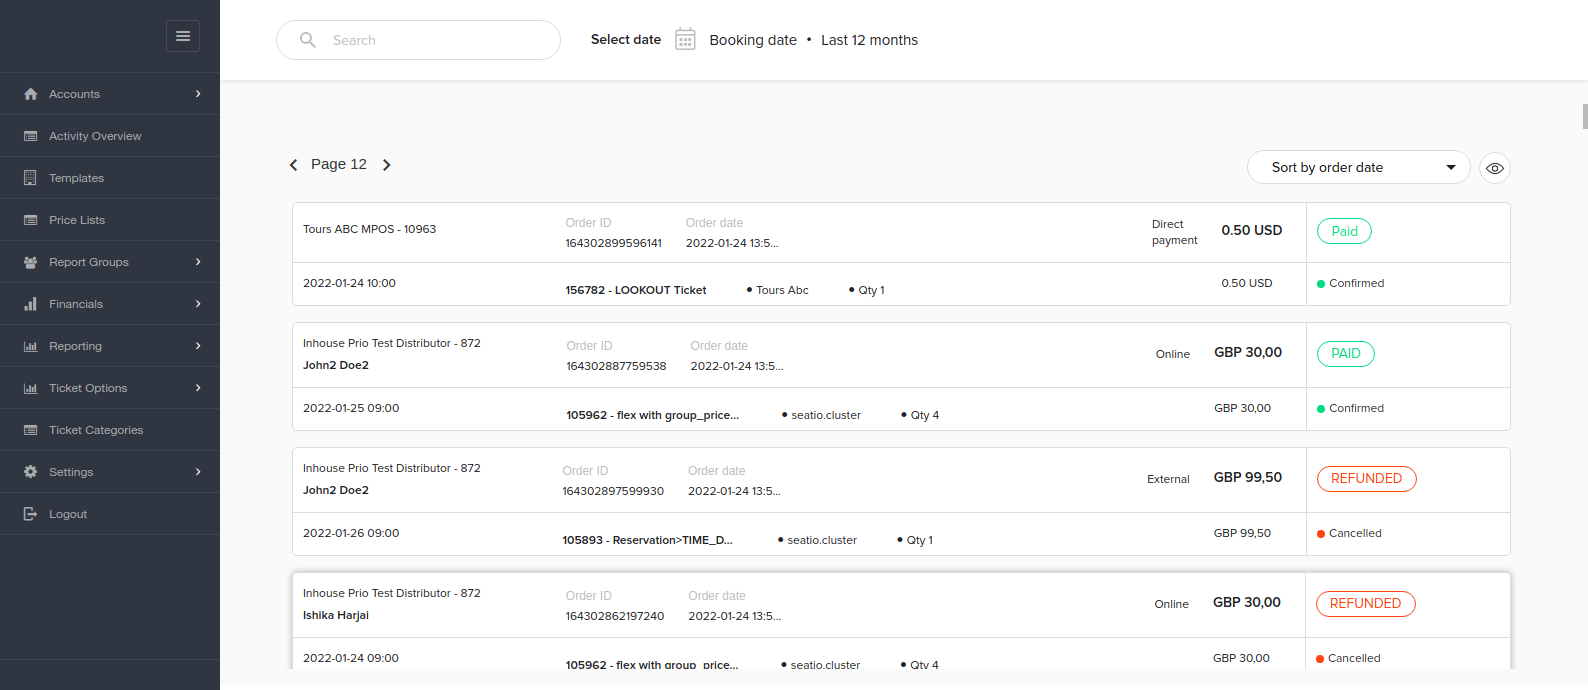 Search
Select date
Booking date • Last 12 months
Accounts
Activity Overview
Templates
Price Lists
Report Groups
Financials
Reporting
Ticket Options
Ticket Categories
Settings
Logout
Page 12
Sort by order date
Tours ABC MPOS - 10963
Order ID
164302899596141
Order date
2022-01-24 13:5...
Direct
payment
0.50 USD
Paid
2022-01-24 10:00
156782 - LOOKOUT Ticket
• Tours Abc
• Qty 1
0.50 USD
Confirmed
Inhouse Prio Test Distributor - 872
John2 Doe2
Order ID
164302887759538
Order date
2022-01-24 13:5...
Online
GBP 30,00
PAID
2022-01-25 09:00
105962 - flex with group_price...
• seatio.cluster
• Qty 4
GBP 30,00
Confirmed
Inhouse Prio Test Distributor - 872
John2 Doe2
Order ID
164302897599930
Order date
2022-01-24 13:5...
External
GBP 99,50
REFUNDED
2022-01-26 09:00
105893 - Reservation>TIME_D...
• seatio.cluster
• Qty 1
GBP 99,50
Cancelled
Inhouse Prio Test Distributor - 872
Ishika Harjai
Order ID
164302862197240
Order date
2022-01-24 13:5...
Online
GBP 30,00
REFUNDED
2022-01-24 09:00
105962 - flex with group_price...
• seatio.cluster
• Qty 4
GBP 30,00
Cancelled